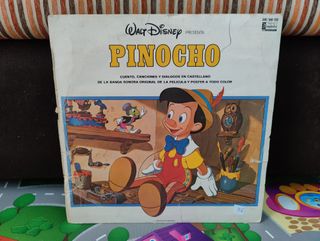 WALT DISNEY PRESENTA
PINOCHO
CUENTO, CANCIONES Y DIALOGOS EN CASTELLANO
DE LA BANDA SONORA ORIGINAL DE LA PELICULA Y POSTER A TODO COLOR